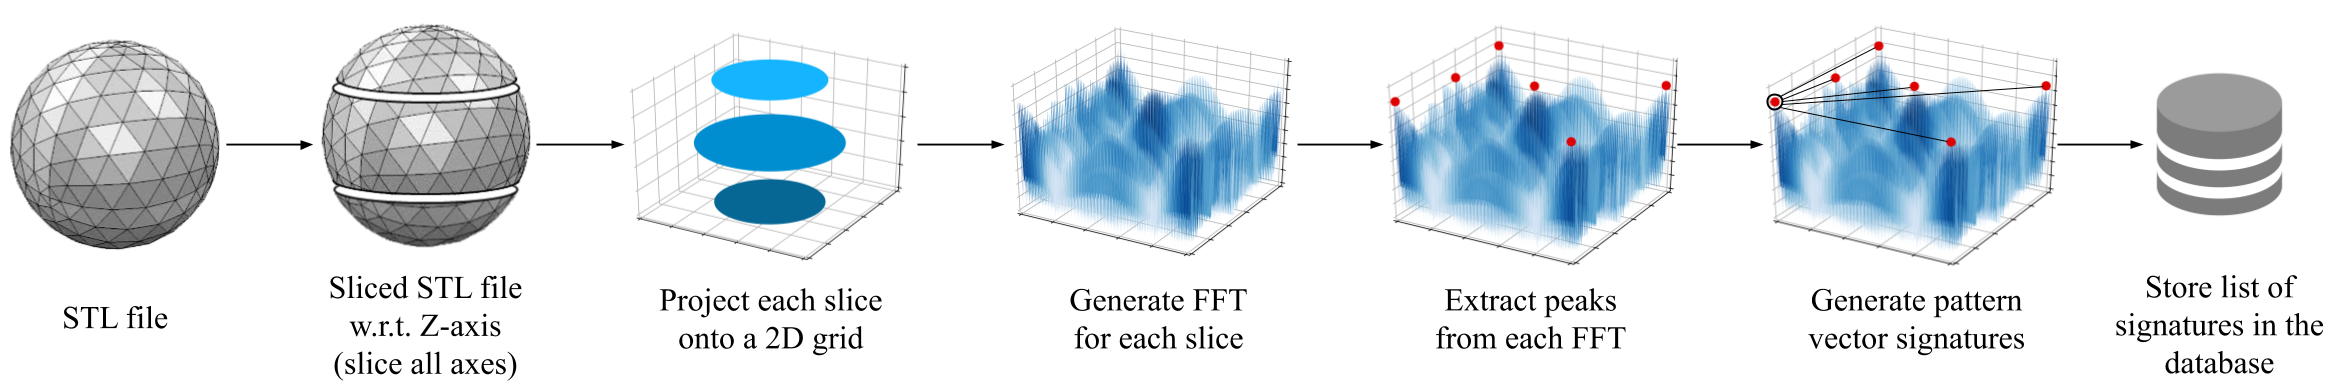 STL file
Sliced STL file
w.r.t. Z-axis
(slice all axes)
Project each slice
onto a 2D grid
Generate FFT
for each slice
Extract peaks
from each FFT
Generate pattern
vector signatures
Store list of
signatures in the
database